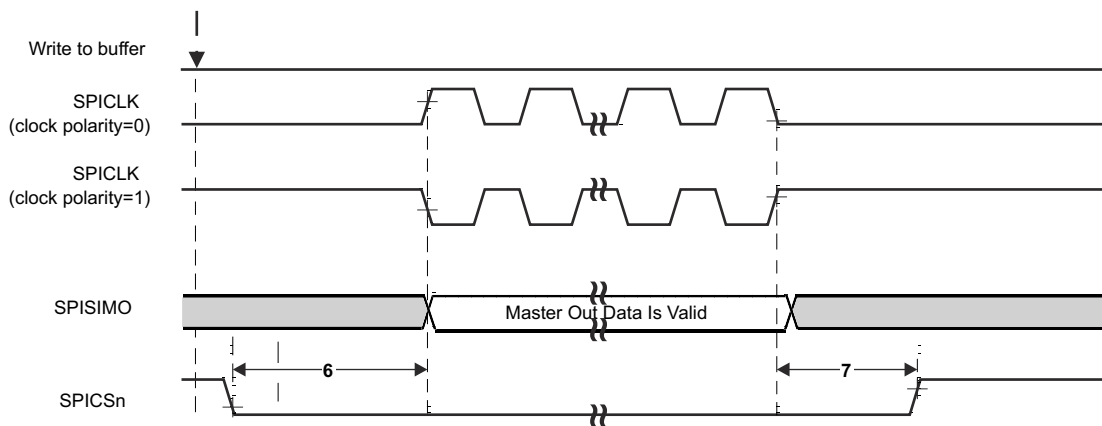 Write to buffer
SPICLK
(clock polarity=0)
SPICLK
(clock polarity=1)
SPISIMO
Master Out Data Is Valid
6
7
SPICSn